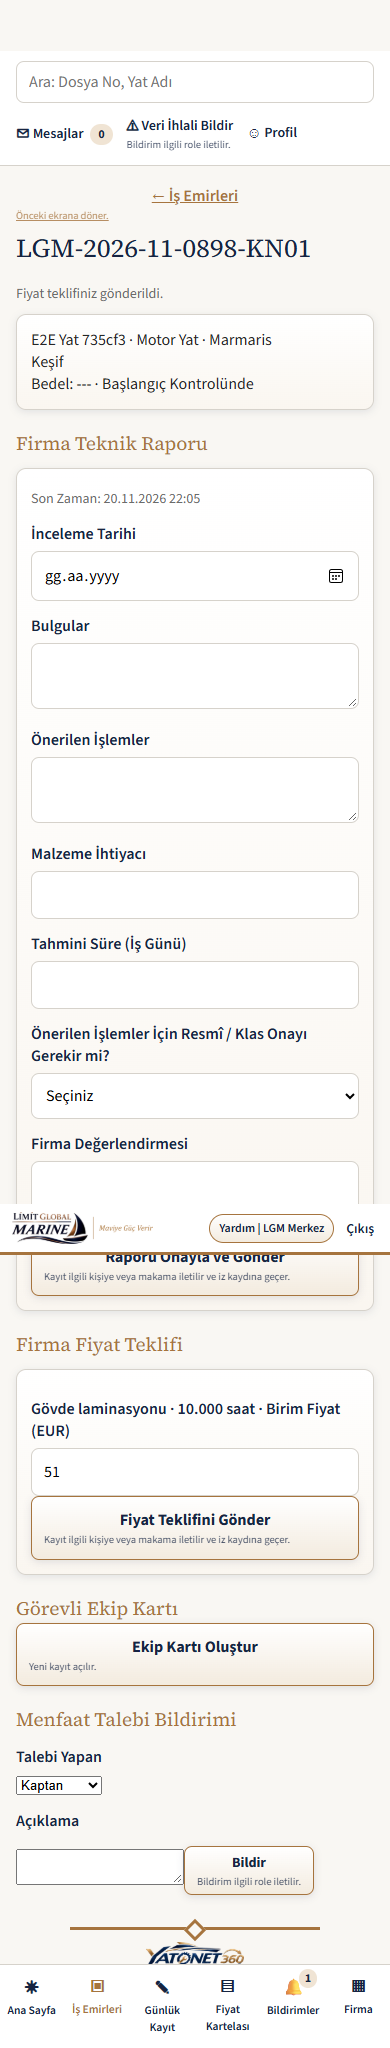 Ara: Dosya No, Yat Adı
Mesajlar 0
Veri İhlali Bildir
Bildirim ilgili role iletilir.
Profil
← İş Emirleri
Önceki ekrana döner.
LGM-2026-11-0898-KN01
Fiyat teklifiniz gönderildi.
E2E Yat 735cf3 · Motor Yat · Marmaris
Keşif
Bedel: --- · Başlangıç Kontrolünde
Firma Teknik Raporu
Son Zaman: 20.11.2026 22:05
İnceleme Tarihi
gg.aa.yyyy
Bulgular
Önerilen İşlemler
Malzeme İhtiyacı
Tahmini Süre (İş Günü)
Önerilen İşlemler İçin Resmî / Klas Onayı
Gerekir mi?
Seçiniz
Firma Değerlendirmesi
LİMİT GLOBAL
MARINE
Maviye Güç Verir
Yardım | LGM Merkez
Çıkış
Raporu Onayla ve Gönder
Kayıt ilgili kişiye veya makama iletilir ve iz kaydına geçer.
Firma Fiyat Teklifi
Gövde laminasyonu · 10.000 saat · Birim Fiyat
(EUR)
51
Fiyat Teklifini Gönder
Kayıt ilgili kişiye veya makama iletilir ve iz kaydına geçer.
Görevli Ekip Kartı
Ekip Kartı Oluştur
Yeni kayıt açılır.
Menfaat Talebi Bildirimi
Talebi Yapan
Kaptan
Açıklama
Bildir
Bildirim ilgili role iletilir.
YATONET360
Ana Sayfa
İş Emirleri
Günlük
Kayıt
Fiyat
Kartelası
1
Bildirimler
Firma